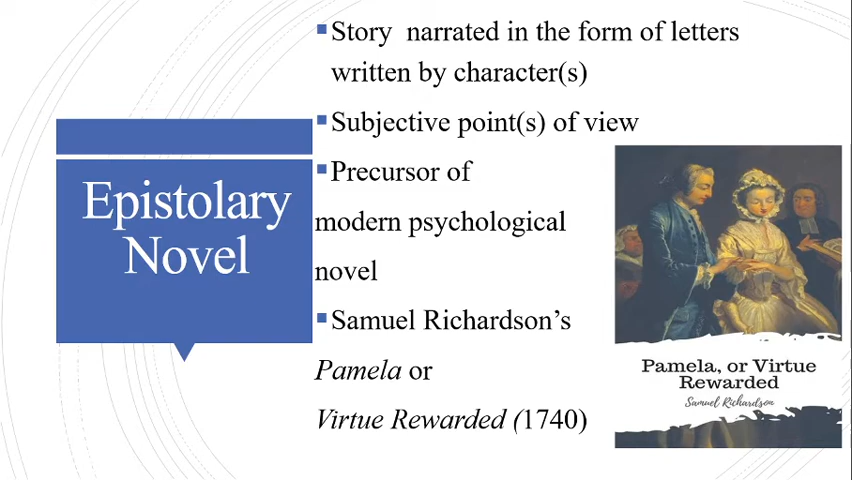 Epistolary
Novel
▪Story narrated in the form of letters
written by character(s)
▪Subjective point(s) of view
▪Precursor of
modern psychological
novel
▪Samuel Richardson’s
Pamela or
Virtue Rewarded (1740)
Pamela, or Virtue
Rewarded
Samuel Richardson